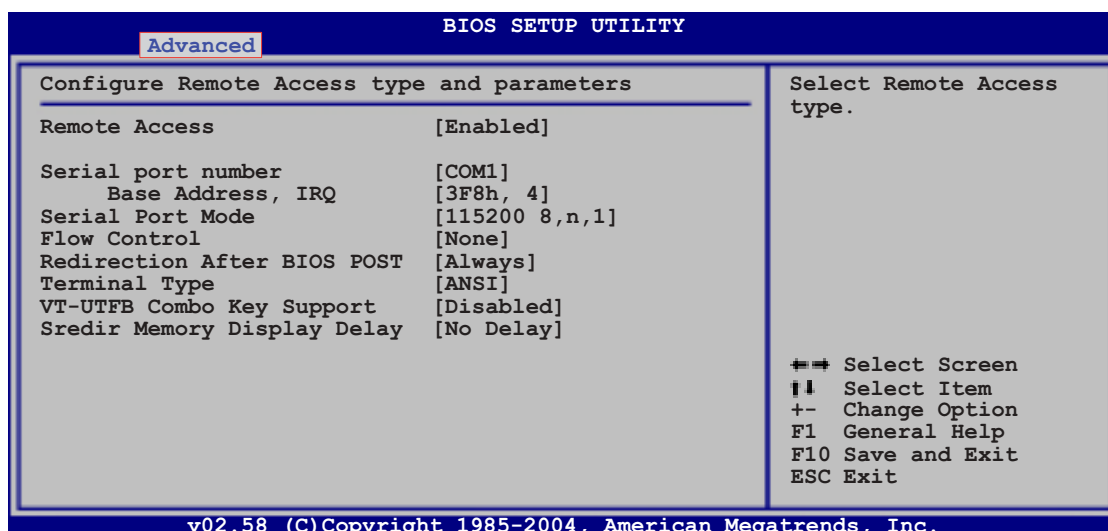 BIOS SETUP UTILITY
Advanced
Configure Remote Access type and parameters
Remote Access [Enabled]
Serial port number [COM1]
Base Address, IRQ [3F8h, 4]
Serial Port Mode [115200 8,n,1]
Flow Control [None]
Redirection After BIOS POST [Always]
Terminal Type [ANSI]
VT-UTFB Combo Key Support [Disabled]
Sredir Memory Display Delay [No Delay]
Select Remote Access
type.
←→ Select Screen
↑↓ Select Item
+- Change Option
F1 General Help
F10 Save and Exit
ESC Exit
v02.58 (C)Copyright 1985-2004, American Megatrends, Inc.